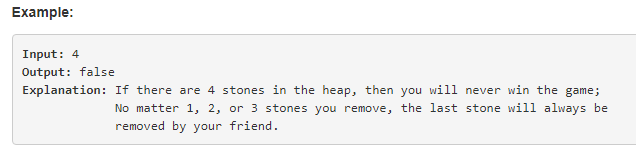 Example:
Input: 4
Output: false
Explanation: If there are 4 stones in the heap, then you will never win the game;
No matter 1, 2, or 3 stones you remove, the last stone will always be
removed by your friend.